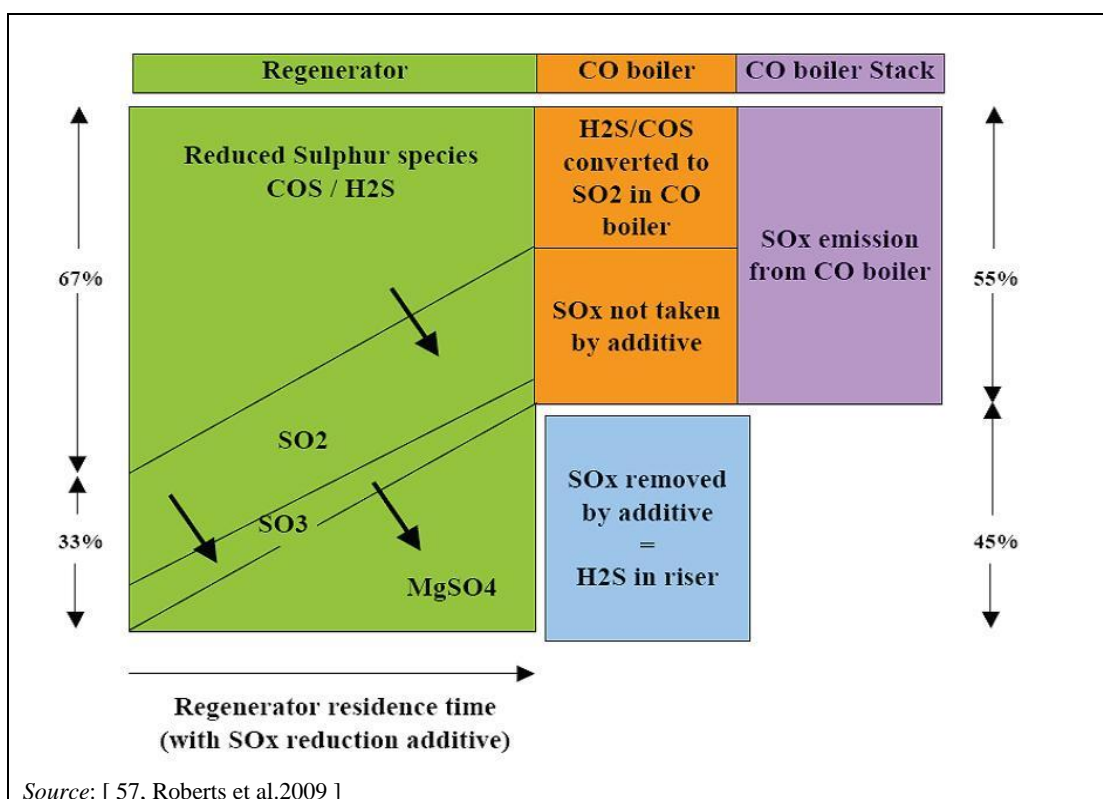 Regenerator
CO boiler
CO boiler Stack
Reduced Sulphur species
COS / H2S
H2S/COS
converted to
SO2 in CO
boiler
SOx emission
from CO boiler
67%
55%
SOx not taken
by additive
SO2
SO3
MgSO4
33%
SOx removed
by additive
=
H2S in riser
45%
Regenerator residence time
(with SOx reduction additive)
Source: [ 57, Roberts et al.2009 ]